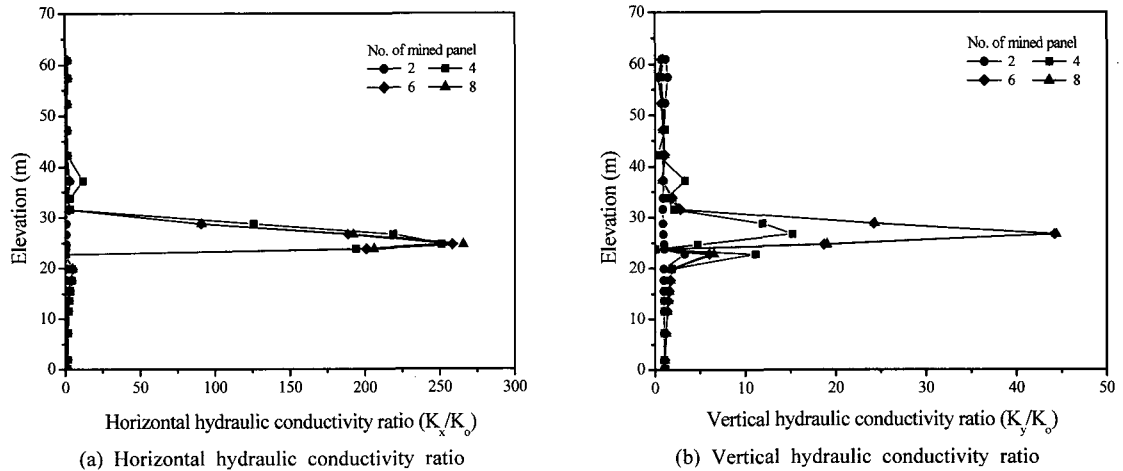 70
60
50
40
30
20
10
0
Elevation (m)
No. of mined panel
2 4
6 8
0 50 100 150 200 250 300
Horizontal hydraulic conductivity ratio (Kx/Ko)
(a) Horizontal hydraulic conductivity ratio
70
60
50
40
30
20
10
0
Elevation (m)
No. of mined panel
2 4
6 8
0 10 20 30 40 50
Vertical hydraulic conductivity ratio (Ky/Ko)
(b) Vertical hydraulic conductivity ratio